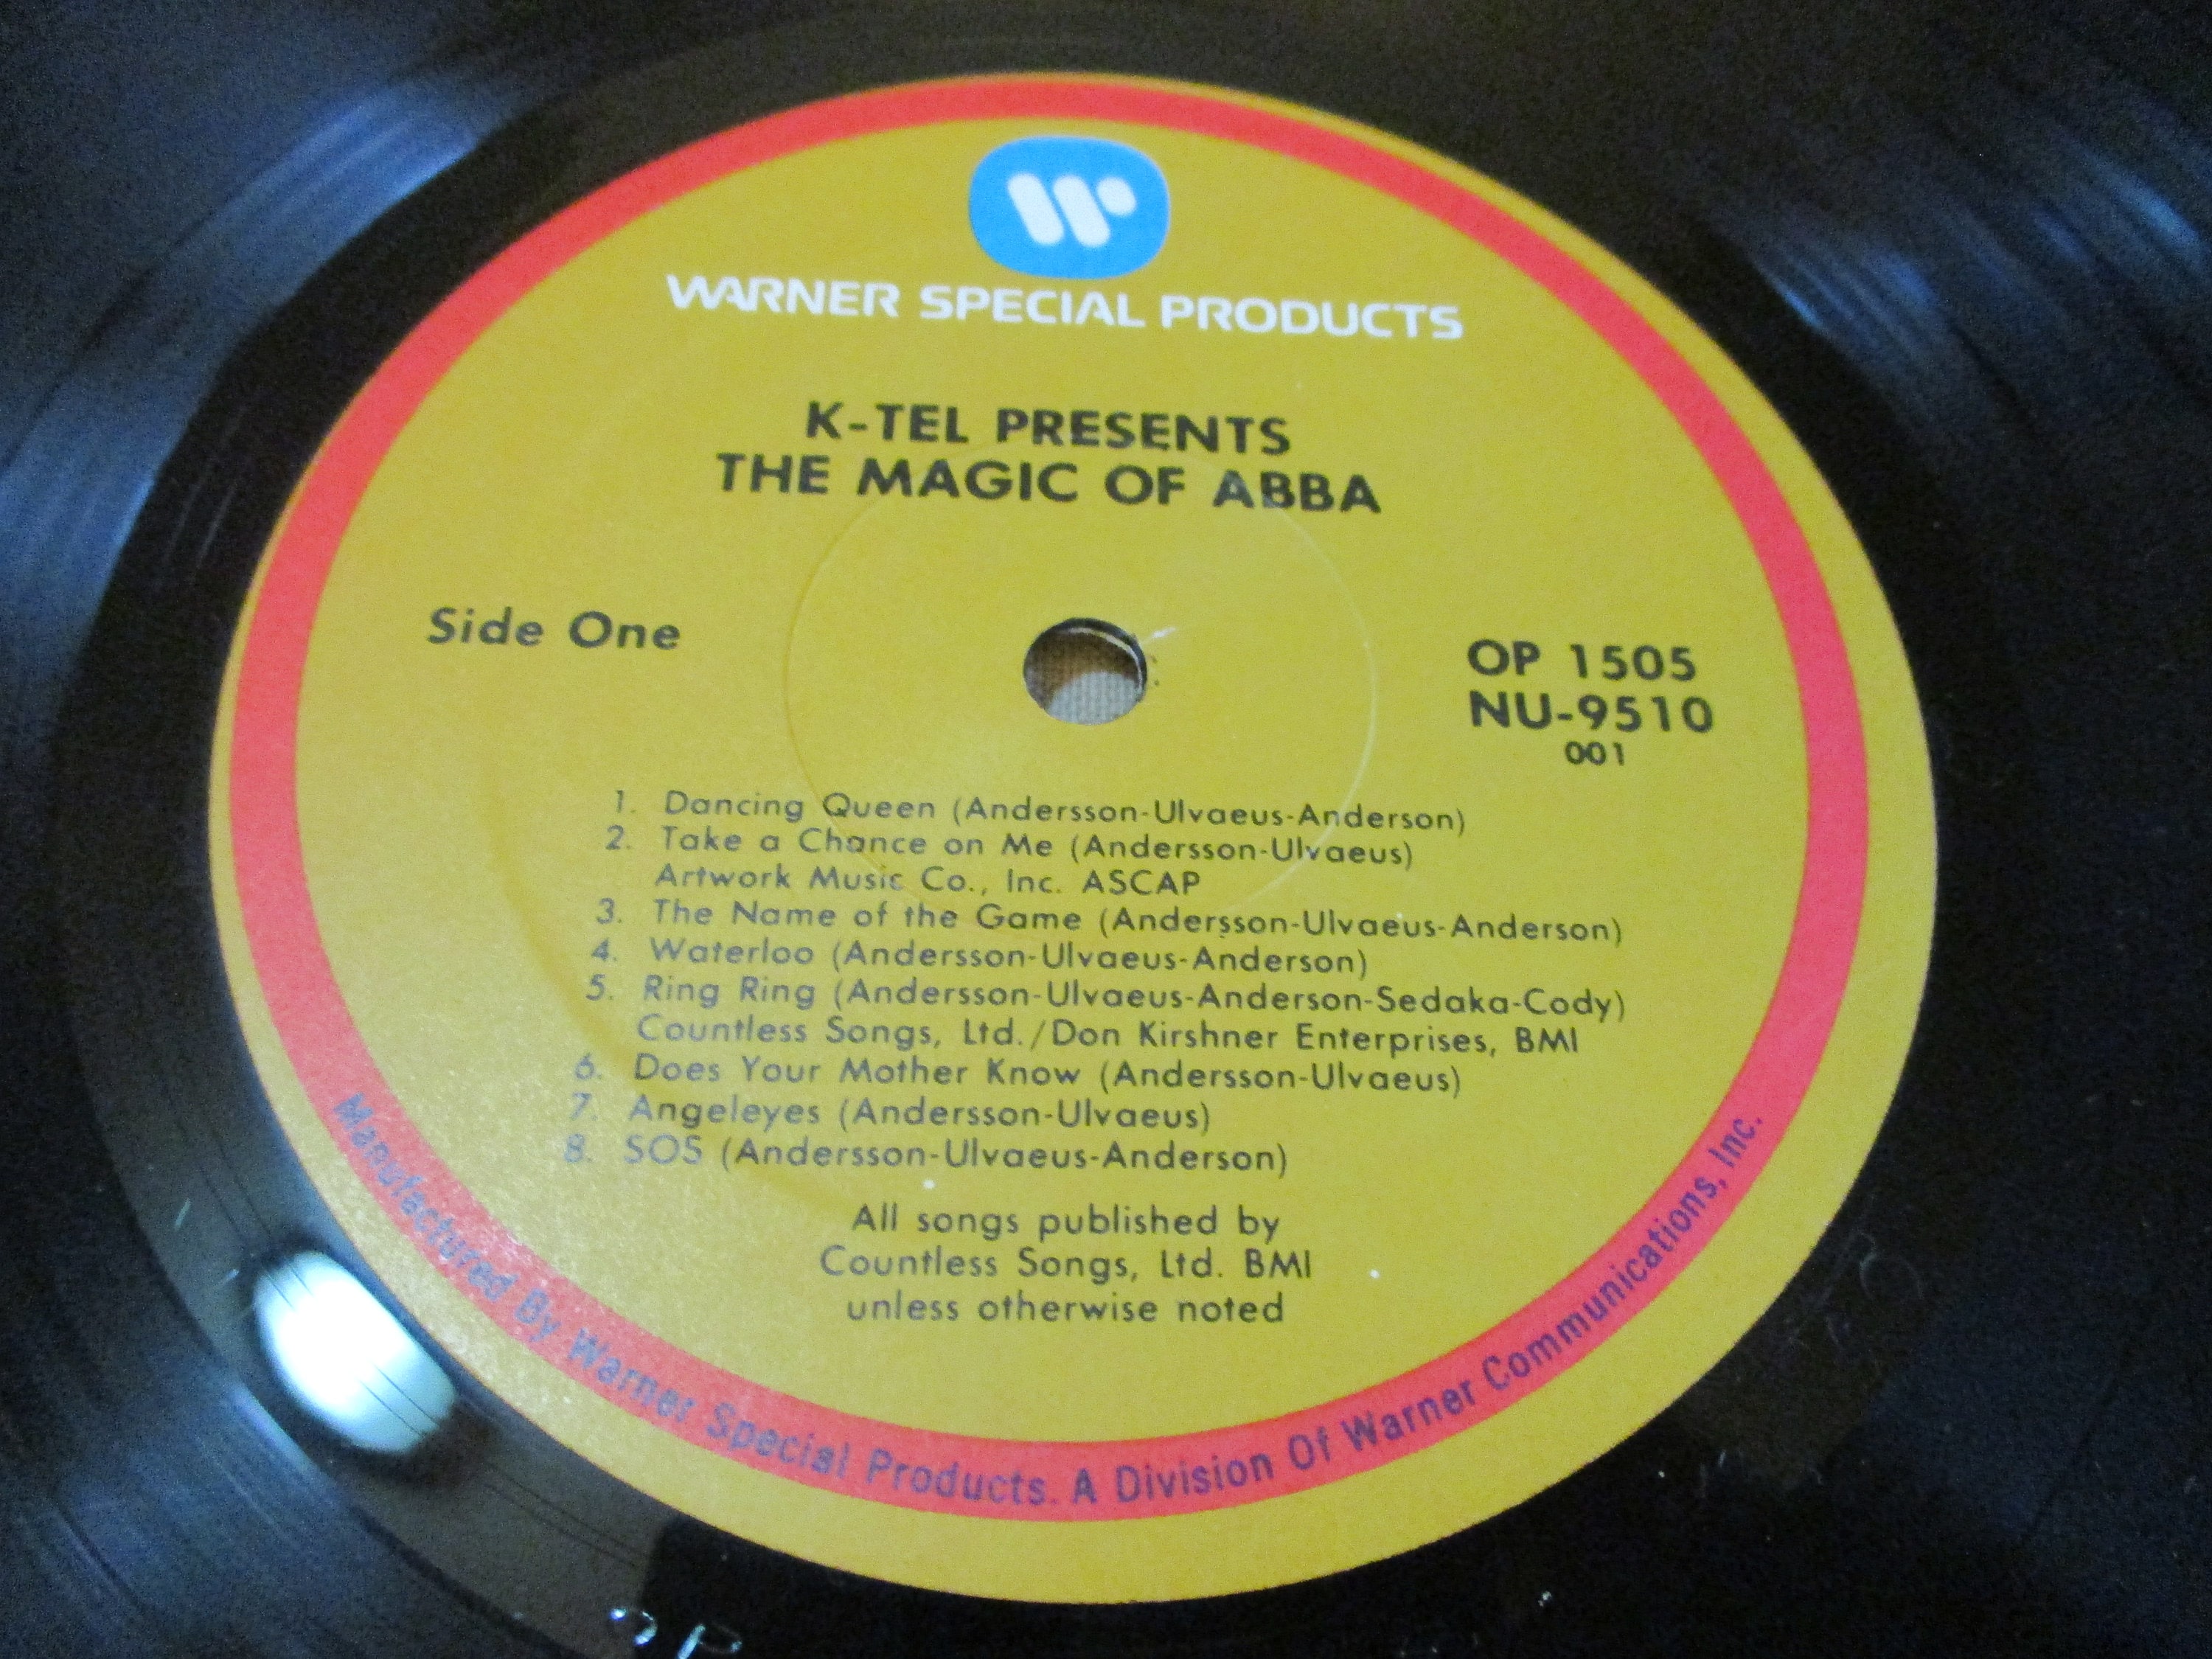 WARNER SPECIAL PRODUCTS
K-TEL PRESENTS
THE MAGIC OF ABBA
Side One
OP 1505
NU-9510
001
1. Dancing Queen (Andersson-Ulvaeus-Anderson)
2. Take a Chance on Me (Andersson-Ulvaeus)
Artwork Music Co., Inc. ASCAP
3. The Name of the Game (Andersson-Ulvaeus-Anderson)
4. Waterloo (Andersson-Ulvaeus-Anderson)
5. Ring Ring (Andersson-Ulvaeus-Anderson-Sedaka-Cody)
Countless Songs, Ltd./Don Kirshner Enterprises, BMI
6. Does Your Mother Know (Andersson-Ulvaeus)
7. Angeleyes (Andersson-Ulvaeus)
8. SOS (Andersson-Ulvaeus-Anderson)
All songs published by
Countless Songs, Ltd. BMI
unless otherwise noted
Manufactured By Warner Special Products. A Division Of Warner Communications, Inc.
OP